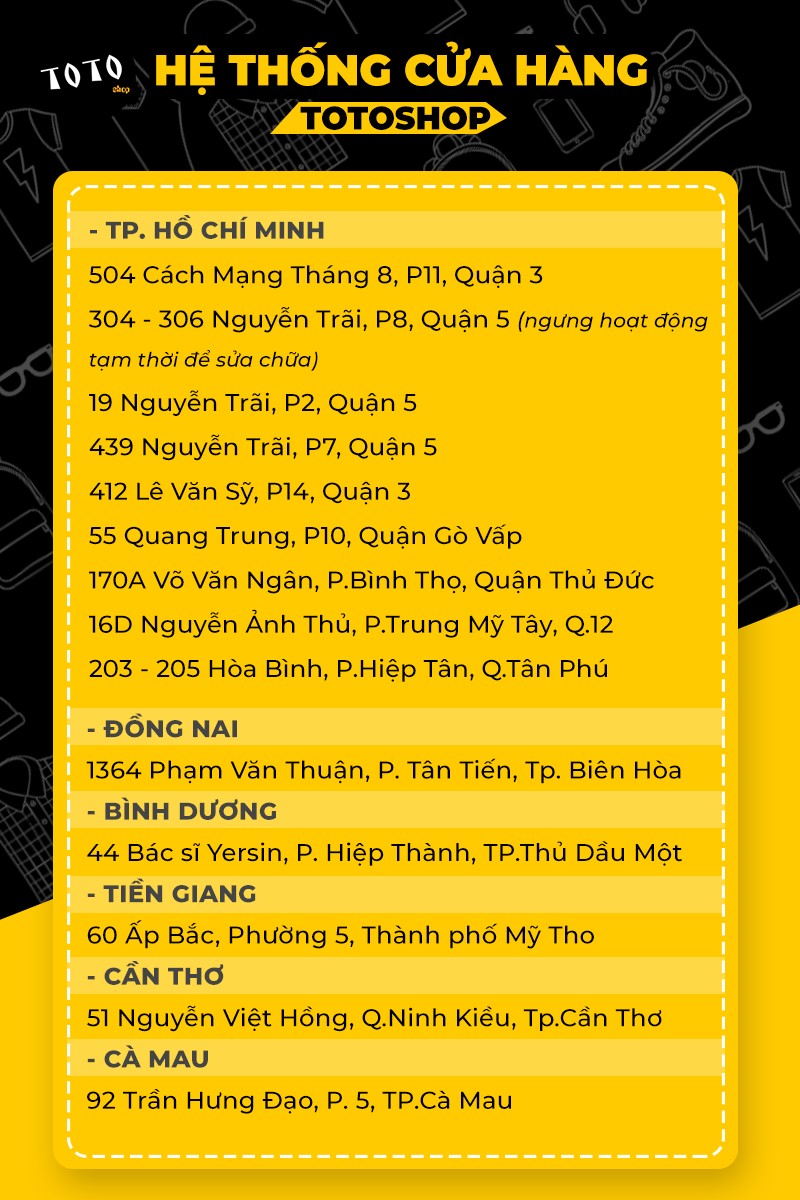 TOTO
shop
HỆ THỐNG CỬA HÀNG
TOTOSHOP
- TP. HỒ CHÍ MINH
504 Cách Mạng Tháng 8, P11, Quận 3
304 - 306 Nguyễn Trãi, P8, Quận 5 (ngưng hoạt động
tạm thời để sửa chữa)
19 Nguyễn Trãi, P2, Quận 5
439 Nguyễn Trãi, P7, Quận 5
412 Lê Văn Sỹ, P14, Quận 3
55 Quang Trung, P10, Quận Gò Vấp
170A Võ Văn Ngân, P.Bình Thọ, Quận Thủ Đức
16D Nguyễn Ảnh Thủ, P.Trung Mỹ Tây, Q.12
203 - 205 Hòa Bình, P.Hiệp Tân, Q.Tân Phú
- ĐỒNG NAI
1364 Phạm Văn Thuận, P. Tân Tiến, Tp. Biên Hòa
- BÌNH DƯƠNG
44 Bác sĩ Yersin, P. Hiệp Thành, TP.Thủ Dầu Một
- TIỀN GIANG
60 Ấp Bắc, Phường 5, Thành phố Mỹ Tho
- CẦN THƠ
51 Nguyễn Việt Hồng, Q.Ninh Kiều, Tp.Cần Thơ
- CÀ MAU
92 Trần Hưng Đạo, P. 5, TP.Cà Mau